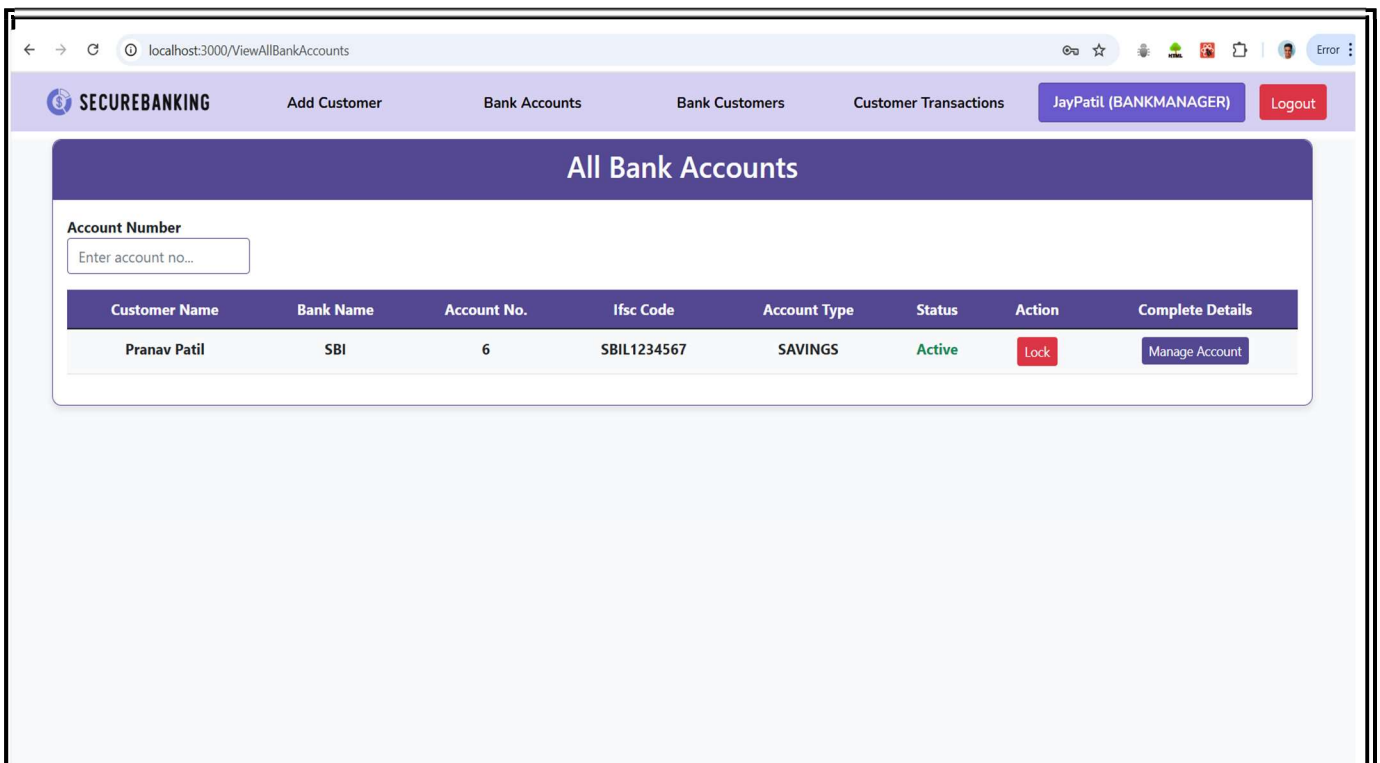 localhost:3000/ViewAllBankAccounts
HTML
Error
SECUREBANKING Add Customer Bank Accounts Bank Customers Customer Transactions JayPatil (BANKMANAGER) Logout
All Bank Accounts
Account Number
Enter account no...
Customer Name Bank Name Account No. Ifsc Code Account Type Status Action Complete Details
Pranav Patil SBI 6 SBIL1234567 SAVINGS Active Lock Manage Account